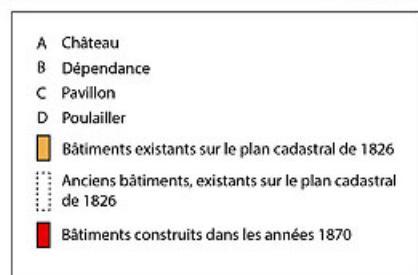 A Château
B Dépendance
C Pavillon
D Poulailler
Bâtiments existants sur le plan cadastral de 1826
Anciens bâtiments, existants sur le plan cadastral
de 1826
Bâtiments construits dans les années 1870